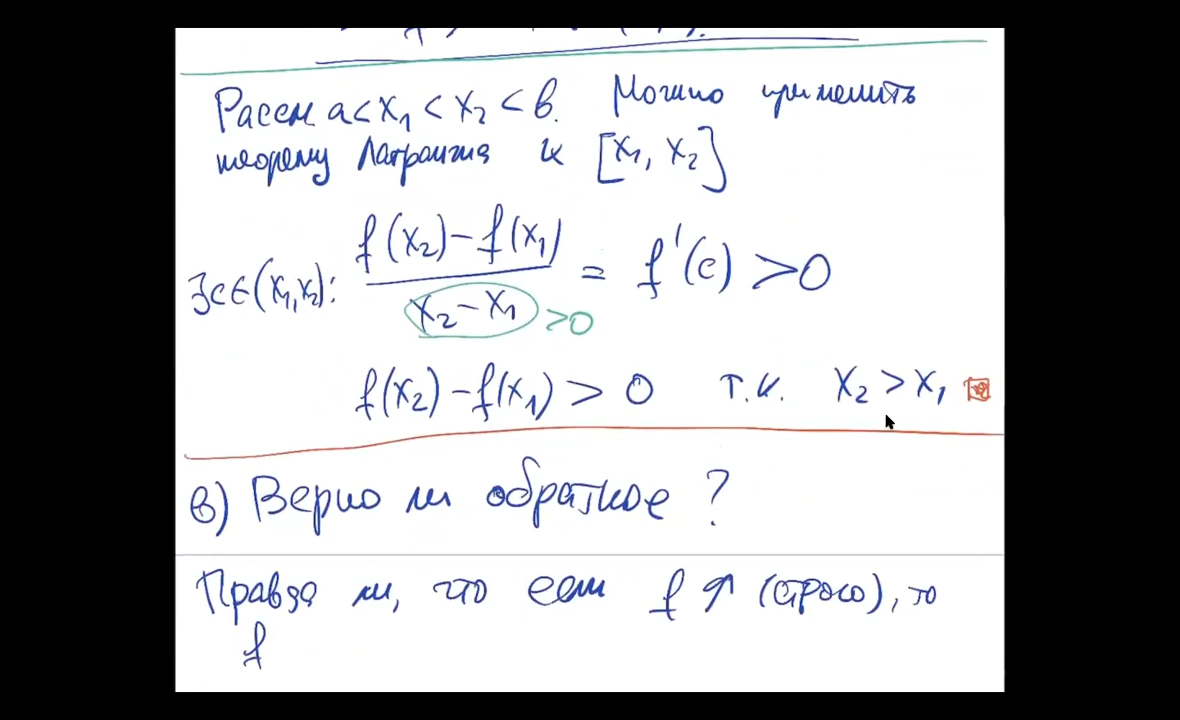 Рассм a < x₁ < x₂ < b. Можно применить
теорему Лагранжа к [x₁, x₂]
∃c∈(x₁,x₂): (f(x₂)−f(x₁))/(x₂−x₁) = f'(c) > 0
>0
f(x₂)−f(x₁) > 0 т.к. x₂ > x₁
в) Верно ли обратное?
Правда ли, что если f ↑ (строго), то
f